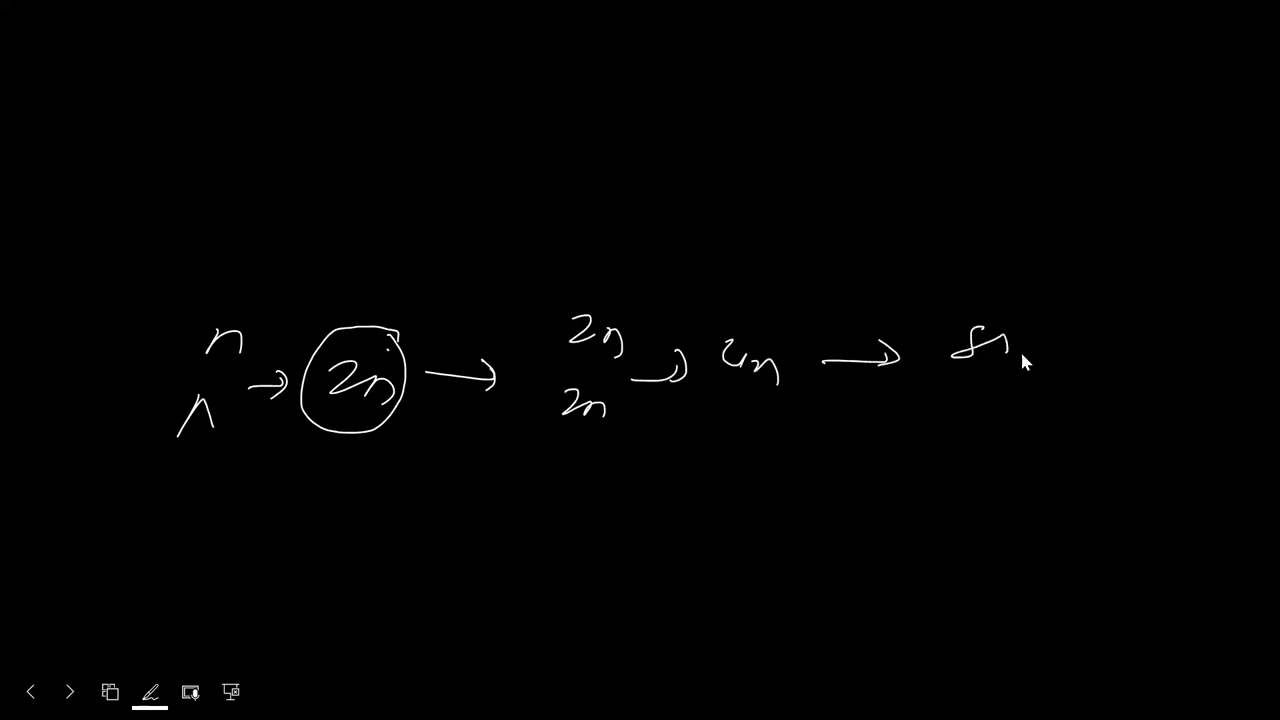 n
n → 2n → 2n
2n → 4n → 8n